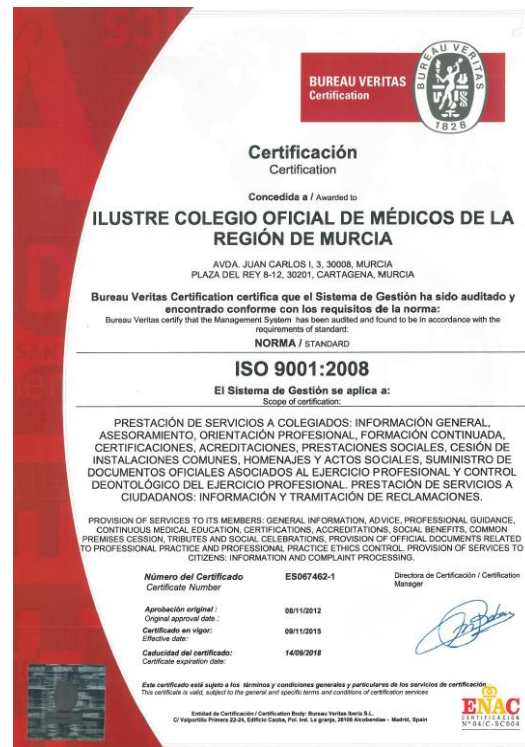 BUREAU VERITAS
Certification
BUREAU VERITAS
1828
Certificación
Certification
Concedida a / Awarded to
ILUSTRE COLEGIO OFICIAL DE MÉDICOS DE LA
REGIÓN DE MURCIA
AVDA. JUAN CARLOS I, 3, 30008, MURCIA
PLAZA DEL REY 8-12, 30201, CARTAGENA, MURCIA
Bureau Veritas Certification certifica que el Sistema de Gestión ha sido auditado y
encontrado conforme con los requisitos de la norma:
Bureau Veritas certify that the Management System has been audited and found to be in accordance with the
requirements of standard:
NORMA / STANDARD
ISO 9001:2008
El Sistema de Gestión se aplica a:
Scope of certification:
PRESTACIÓN DE SERVICIOS A COLEGIADOS: INFORMACIÓN GENERAL,
ASESORAMIENTO, ORIENTACIÓN PROFESIONAL, FORMACIÓN CONTINUADA,
CERTIFICACIONES, ACREDITACIONES, PRESTACIONES SOCIALES, CESIÓN DE
INSTALACIONES COMUNES, HOMENAJES Y ACTOS SOCIALES, SUMINISTRO DE
DOCUMENTOS OFICIALES ASOCIADOS AL EJERCICIO PROFESIONAL Y CONTROL
DEONTOLÓGICO DEL EJERCICIO PROFESIONAL. PRESTACIÓN DE SERVICIOS A
CIUDADANOS: INFORMACIÓN Y TRAMITACIÓN DE RECLAMACIONES.
PROVISION OF SERVICES TO ITS MEMBERS: GENERAL INFORMATION, ADVICE, PROFESSIONAL GUIDANCE,
CONTINUOUS MEDICAL EDUCATION, CERTIFICATIONS, ACCREDITATIONS, SOCIAL BENEFITS, COMMON
PREMISES CESSION, TRIBUTES AND SOCIAL CELEBRATIONS, PROVISION OF OFFICIAL DOCUMENTS RELATED
TO PROFESSIONAL PRACTICE AND PROFESSIONAL PRACTICE ETHICS CONTROL. PROVISION OF SERVICES TO
CITIZENS: INFORMATION AND COMPLAINT PROCESSING.
Número del Certificado ES067462-1 Directora de Certificación / Certification
Certificate Number Manager
Aprobación original : 08/11/2012
Original approval date :
Certificado en vigor: 09/11/2015
Effective date:
Caducidad del certificado: 14/09/2018
Certificate expiration date:
Este certificado está sujeto a los términos y condiciones generales y particulares de los servicios de certificación
This certificate is valid, subject to the general and specific terms and conditions of certification services
Entidad de Certificación / Certification Body: Bureau Veritas Iberia S.L.
C/ Valportillo Primera 22-24, Edificio Caoba, Pol. Ind. La granja, 28108 Alcobendas - Madrid, Spain
ENAC
CERTIFICACIÓN
Nº 04/C-SC004